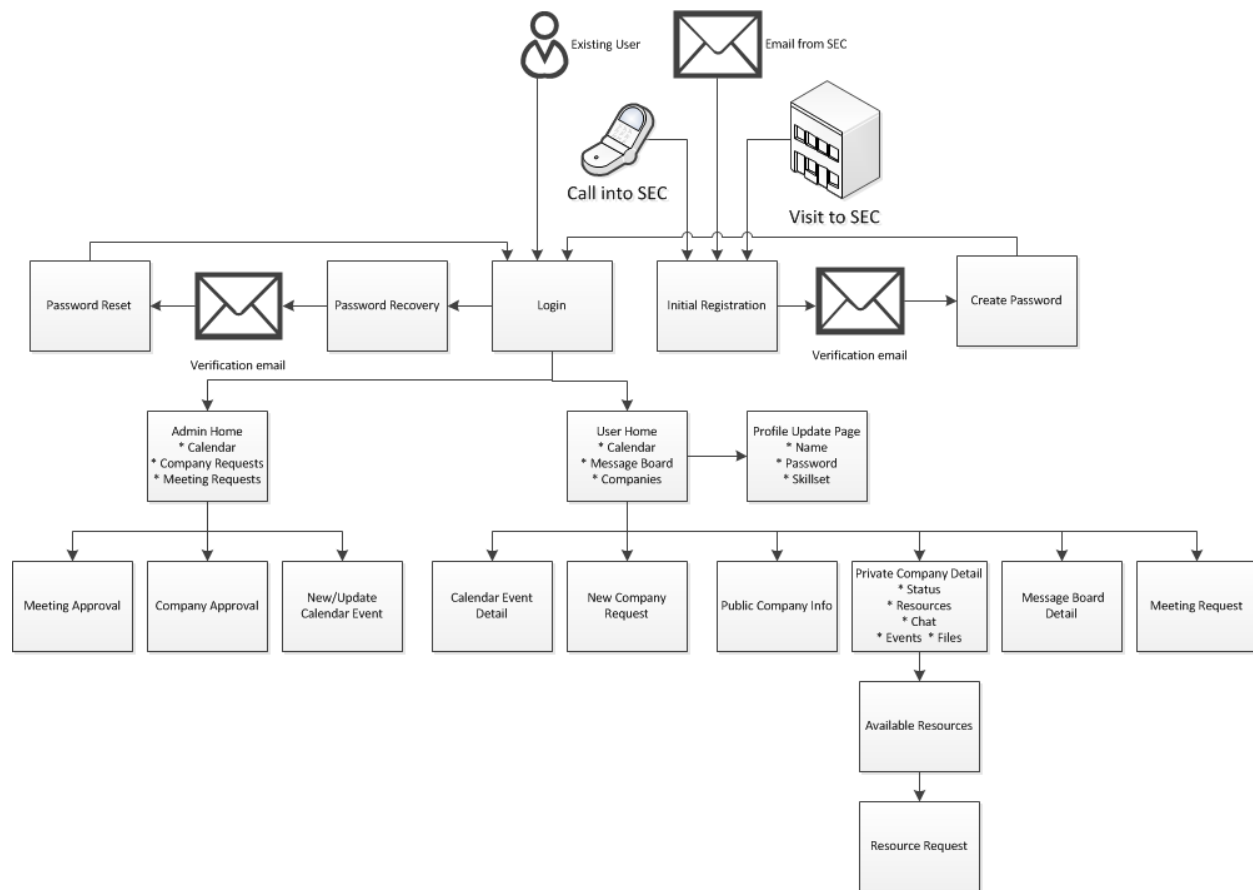 Existing User
Email from SEC
Call into SEC
Visit to SEC
Password Reset
Password Recovery
Login
Initial Registration
Create Password
Verification email
Verification email
Admin Home
* Calendar
* Company Requests
* Meeting Requests
User Home
* Calendar
* Message Board
* Companies
Profile Update Page
* Name
* Password
* Skillset
Meeting Approval
Company Approval
New/Update
Calendar Event
Calendar Event
Detail
New Company
Request
Public Company Info
Private Company Detail
* Status
* Resources
* Chat
* Events * Files
Message Board
Detail
Meeting Request
Available Resources
Resource Request